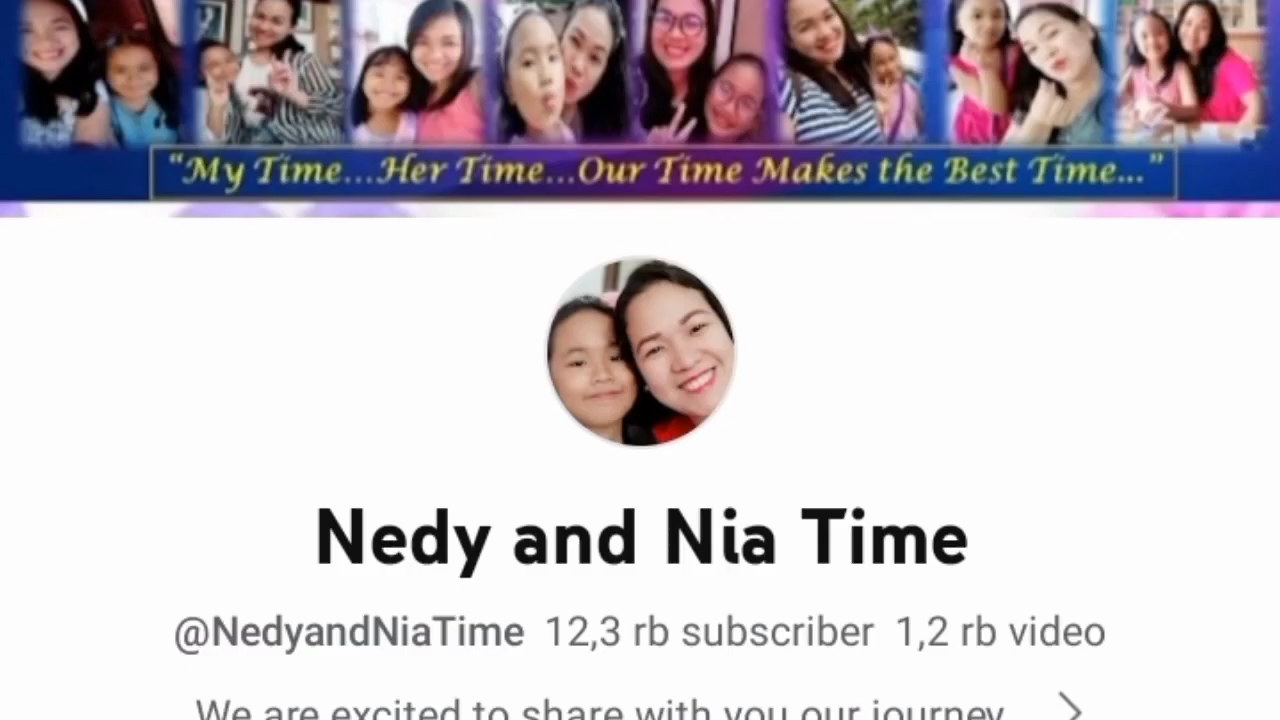 "My Time...Her Time...Our Time Makes the Best Time..."
Nedy and Nia Time
@NedyandNiaTime 12,3 rb subscriber 1,2 rb video
We are excited to share with you our journey